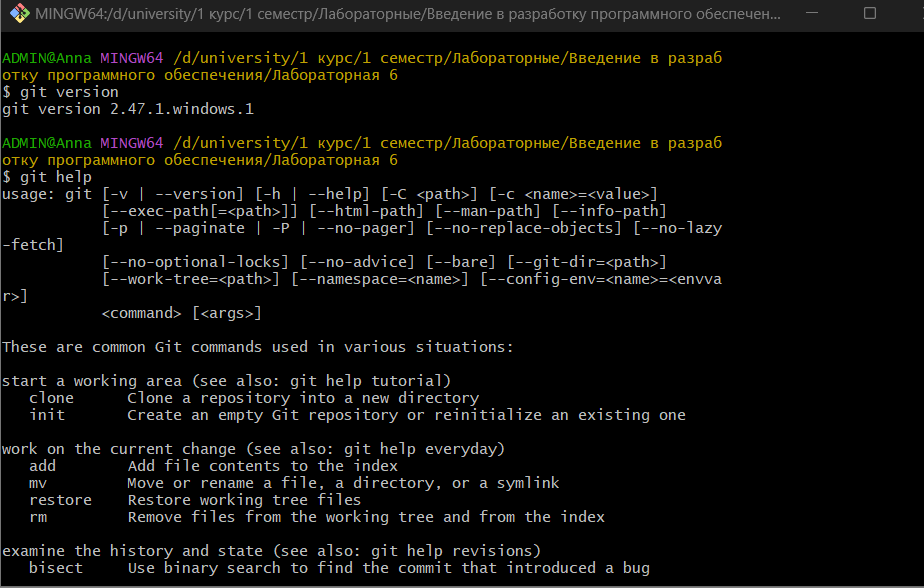 MINGW64:/d/university/1 курс/1 семестр/Лабораторные/Введение в разработку программного обеспечен...
ADMIN@Anna MINGW64 /d/university/1 курс/1 семестр/Лабораторные/Введение в разраб
отку программного обеспечения/Лабораторная 6
$ git version
git version 2.47.1.windows.1
ADMIN@Anna MINGW64 /d/university/1 курс/1 семестр/Лабораторные/Введение в разраб
отку программного обеспечения/Лабораторная 6
$ git help
usage: git [-v | --version] [-h | --help] [-C <path>] [-c <name>=<value>]
           [--exec-path[=<path>]] [--html-path] [--man-path] [--info-path]
           [-p | --paginate | -P | --no-pager] [--no-replace-objects] [--no-lazy
-fetch]
           [--no-optional-locks] [--no-advice] [--bare] [--git-dir=<path>]
           [--work-tree=<path>] [--namespace=<name>] [--config-env=<name>=<envva
r>]
           <command> [<args>]
These are common Git commands used in various situations:
start a working area (see also: git help tutorial)
   clone      Clone a repository into a new directory
   init       Create an empty Git repository or reinitialize an existing one
work on the current change (see also: git help everyday)
   add        Add file contents to the index
   mv         Move or rename a file, a directory, or a symlink
   restore    Restore working tree files
   rm         Remove files from the working tree and from the index
examine the history and state (see also: git help revisions)
   bisect     Use binary search to find the commit that introduced a bug